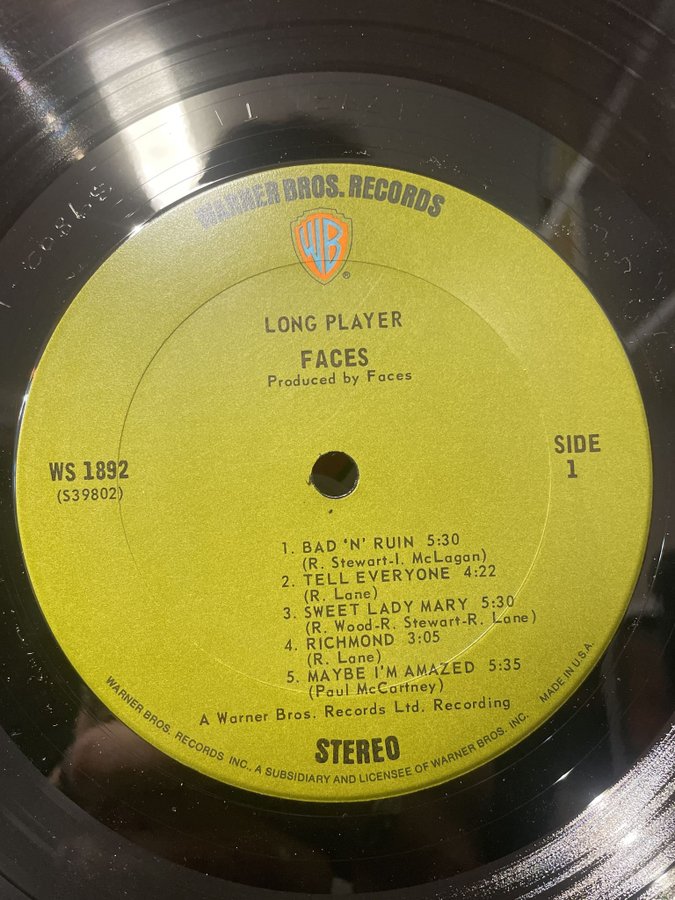 WARNER BROS. RECORDS
WB
®
LONG PLAYER
FACES
Produced by Faces
WS 1892
(S39802)
SIDE
1
1. BAD 'N' RUIN 5:30
(R. Stewart-I. McLagan)
2. TELL EVERYONE 4:22
(R. Lane)
3. SWEET LADY MARY 5:30
(R. Wood-R. Stewart-R. Lane)
4. RICHMOND 3:05
(R. Lane)
5. MAYBE I'M AMAZED 5:35
(Paul McCartney)
A Warner Bros. Records Ltd. Recording
STEREO
WARNER BROS. RECORDS INC., A SUBSIDIARY AND LICENSEE OF WARNER BROS. INC.
MADE IN U.S.A.